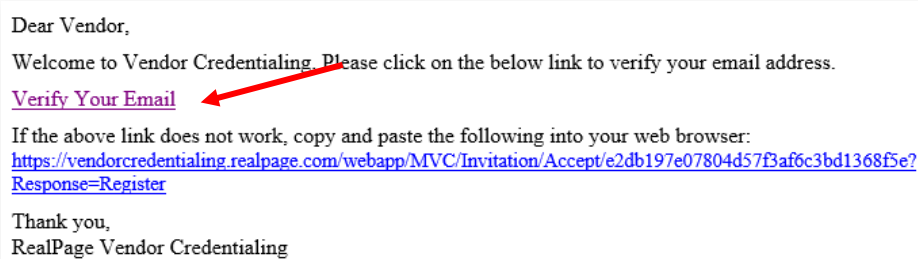 Dear Vendor,
Welcome to Vendor Credentialing. Please click on the below link to verify your email address.
Verify Your Email
If the above link does not work, copy and paste the following into your web browser:
https://vendorcredentialing.realpage.com/webapp/MVC/Invitation/Accept/e2db197e07804d57f3af6c3bd1368f5e?
Response=Register
Thank you,
RealPage Vendor Credentialing